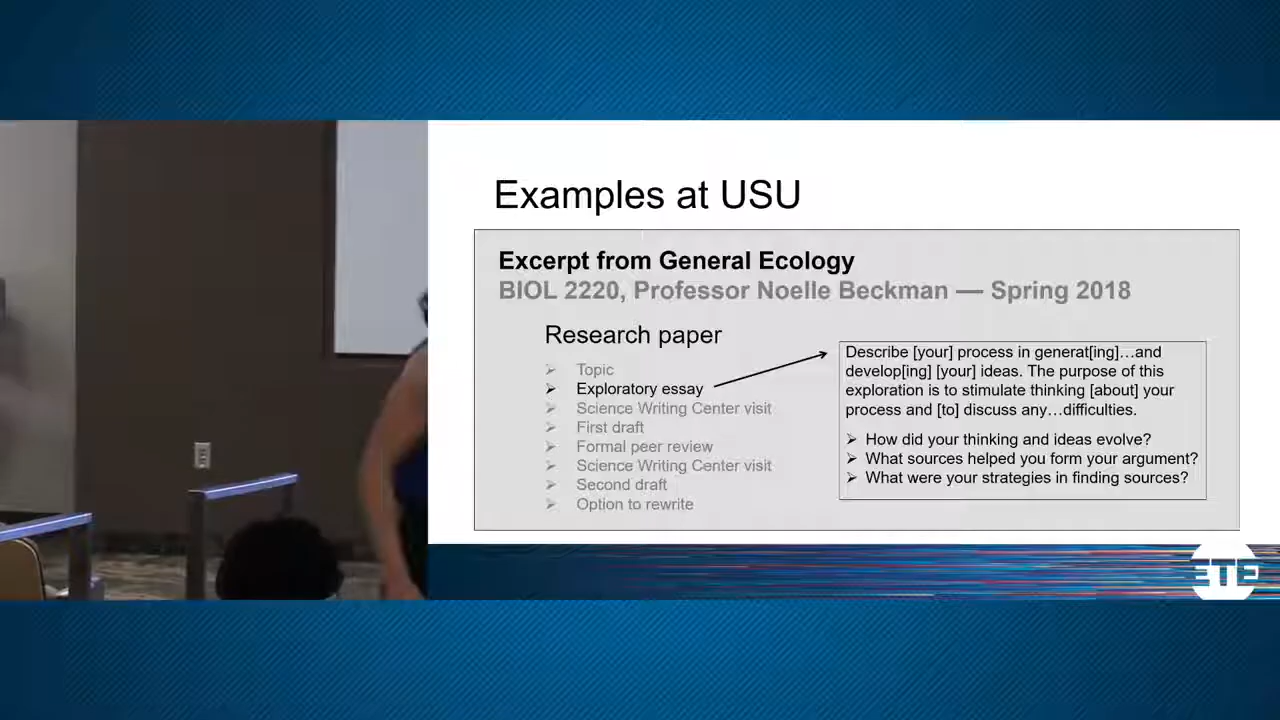 Examples at USU
Excerpt from General Ecology
BIOL 2220, Professor Noelle Beckman — Spring 2018
Research paper
➢ Topic
➢ Exploratory essay
➢ Science Writing Center visit
➢ First draft
➢ Formal peer review
➢ Science Writing Center visit
➢ Second draft
➢ Option to rewrite
Describe [your] process in generat[ing]…and
develop[ing] [your] ideas. The purpose of this
exploration is to stimulate thinking [about] your
process and [to] discuss any…difficulties.
➢ How did your thinking and ideas evolve?
➢ What sources helped you form your argument?
➢ What were your strategies in finding sources?
ETE